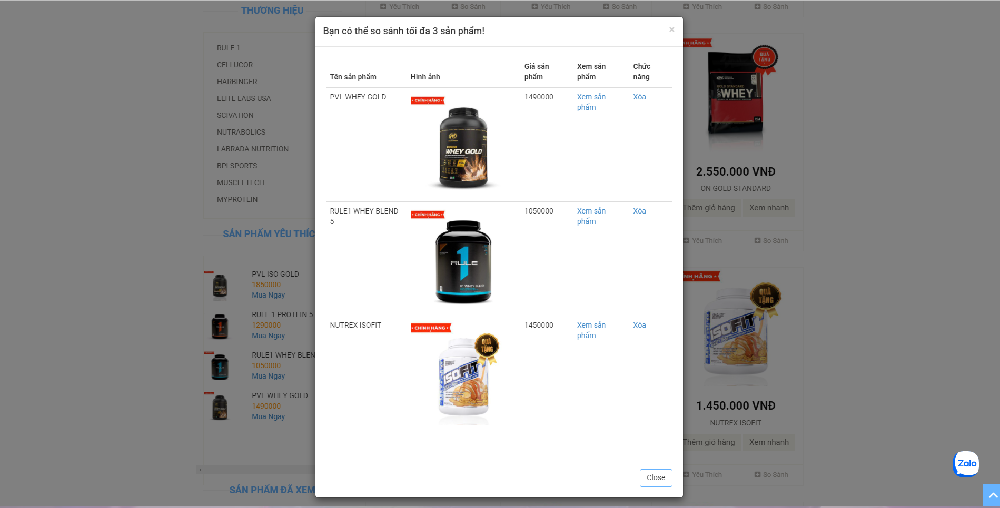 THƯƠNG HIỆU
RULE 1
CELLUCOR
HARBINGER
ELITE LABS USA
SCIVATION
NUTRABOLICS
LABRADA NUTRITION
BPI SPORTS
MUSCLETECH
MYPROTEIN
SẢN PHẨM YÊU THÍC
PVL ISO GOLD
1850000
Mua Ngay
RULE 1 PROTEIN 5
1290000
Mua Ngay
RULE1 WHEY BLEN
1050000
Mua Ngay
PVL WHEY GOLD
1490000
Mua Ngay
SẢN PHẨM ĐÃ XEM
Yêu Thích So Sánh Yêu Thích So Sánh Yêu Thích So Sánh
Bạn có thể so sánh tối đa 3 sản phẩm! ×
Tên sản phẩm Hình ảnh Giá sản phẩm Xem sản phẩm Chức năng
PVL WHEY GOLD 1490000 Xem sản phẩm Xóa
CHÍNH HÃNG
PVL
WHEY GOLD
RULE1 WHEY BLEND 5 1050000 Xem sản phẩm Xóa
CHÍNH HÃNG
1
RULE
R1 WHEY BLEND
NUTREX ISOFIT 1450000 Xem sản phẩm Xóa
CHÍNH HÃNG
QUÀ TẶNG
NUTREX
ISOFIT
Close
NH HÃNG
QUÀ TẶNG
ON
GOLD STANDARD
100% WHEY
154
2.550.000 VNĐ
ON GOLD STANDARD
Thêm giỏ hàng Xem nhanh
Yêu Thích So Sánh
NH HÃNG
QUÀ TẶNG
ISOFIT
1.450.000 VNĐ
NUTREX ISOFIT
Thêm giỏ hàng Xem nhanh
Yêu Thích So Sánh
Zalo